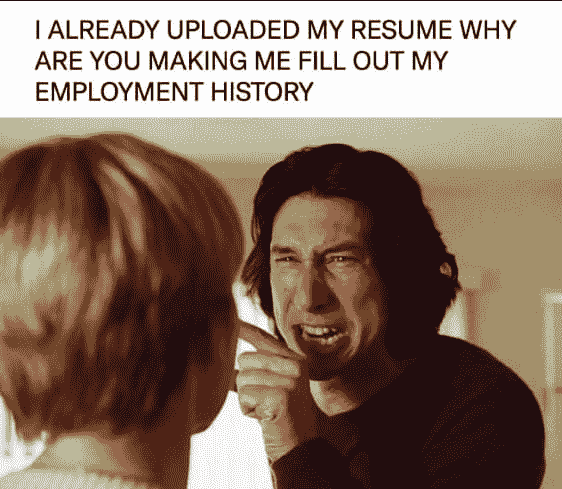 I ALREADY UPLOADED MY RESUME WHY
ARE YOU MAKING ME FILL OUT MY
EMPLOYMENT HISTORY